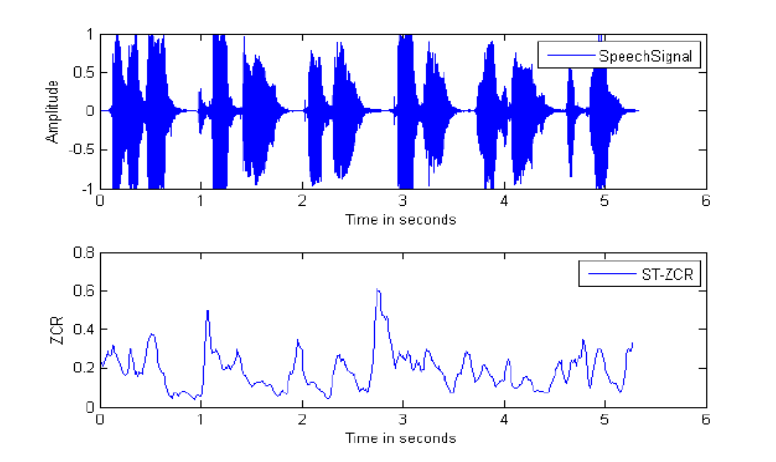 1
0.5
0
-0.5
-1
Amplitude
SpeechSignal
0 1 2 3 4 5 6
Time in seconds
0.8
0.6
0.4
0.2
0
ZCR
ST-ZCR
0 1 2 3 4 5 6
Time in seconds